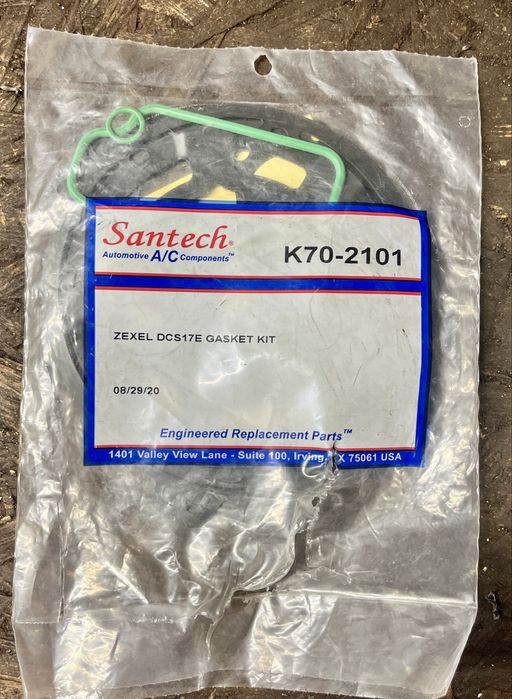 Santech®
Automotive A/C Components™
K70-2101
ZEXEL DCS17E GASKET KIT
08/29/20
Engineered Replacement Parts™
1401 Valley View Lane - Suite 100, Irving, TX 75061 USA